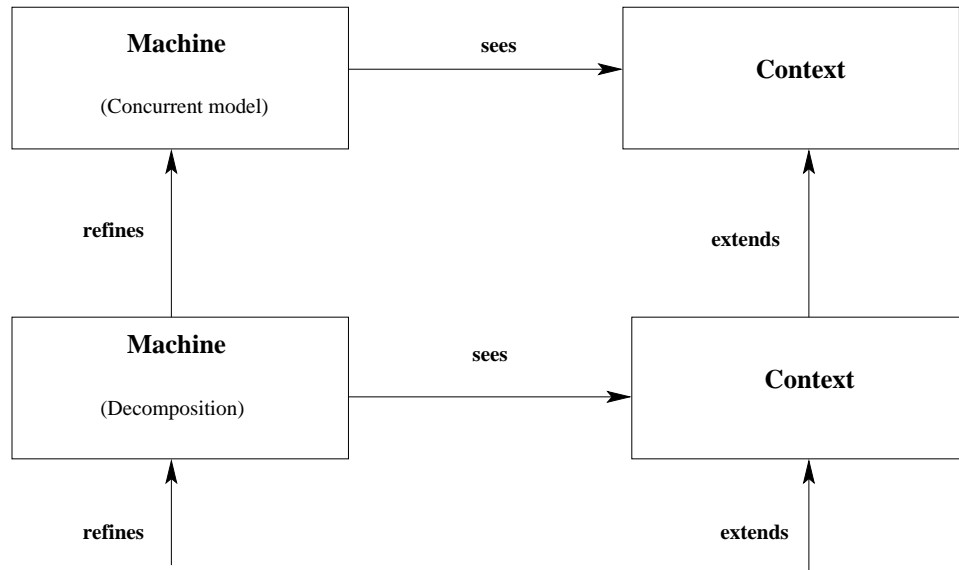 Machine
(Concurrent model)
sees
Context
refines
extends
Machine
(Decomposition)
sees
Context
refines
extends